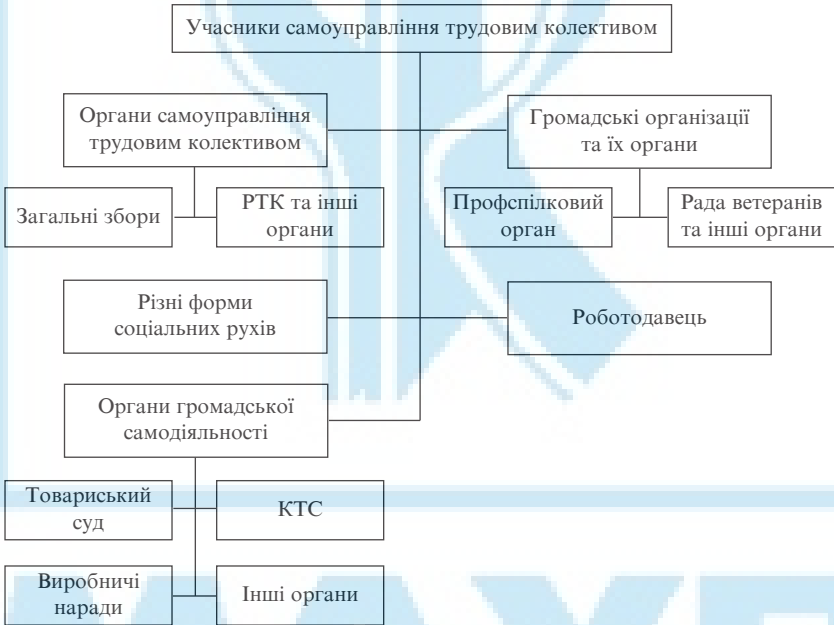 Учасники самоуправління трудовим колективом
Органи самоуправління
трудовим колективом
Громадські організації
та їх органи
Загальні збори
РТК та інші
органи
Профспілковий
орган
Рада ветеранів
та інші органи
Різні форми
соціальних рухів
Роботодавець
Органи громадської
самодіяльності
Товариський
суд
КТС
Виробничі
наради
Інші органи